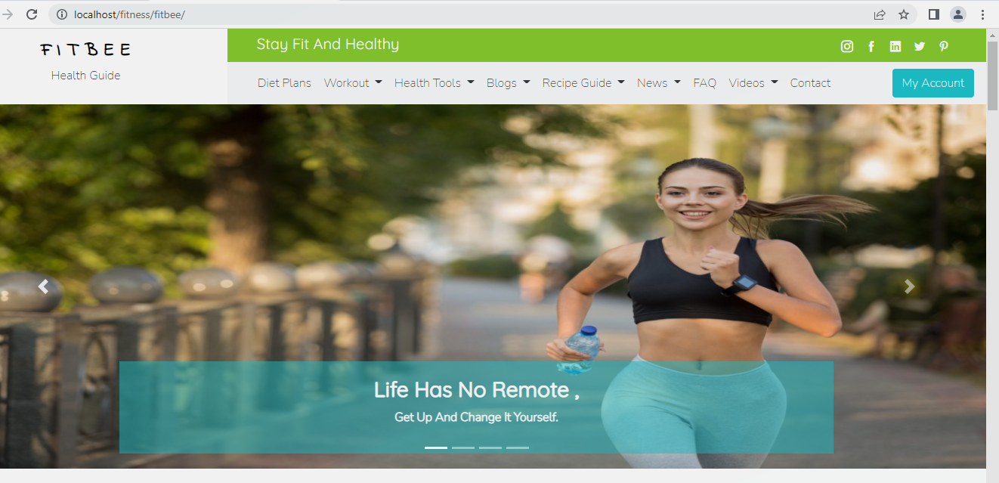 localhost/fitness/fitbee/
FITBEE
Health Guide
Stay Fit And Healthy
Diet Plans Workout Health Tools Blogs Recipe Guide News FAQ Videos Contact My Account
Life Has No Remote ,
Get Up And Change It Yourself.